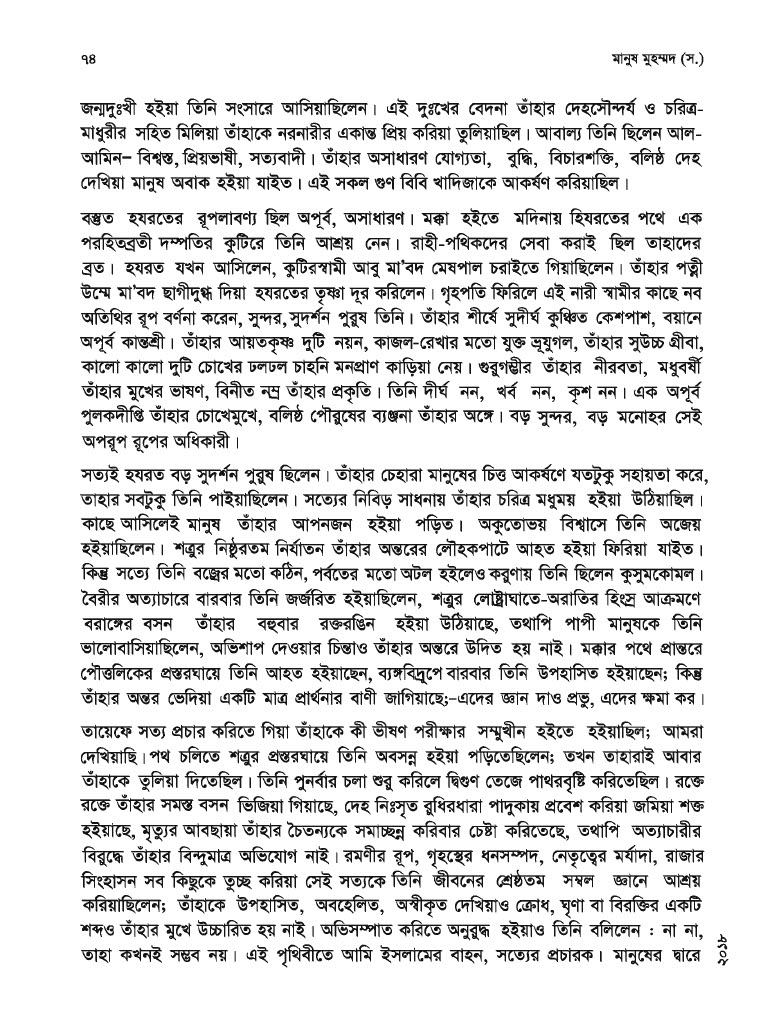 ৭৪ মানুষ মুহম্মদ (স.)
জন্মদুঃখী হইয়া তিনি সংসারে আসিয়াছিলেন। এই দুঃখের বেদনা তাঁহার দেহসৌন্দর্য ও চরিত্র-
মাধুরীর সহিত মিলিয়া তাঁহাকে নরনারীর একান্ত প্রিয় করিয়া তুলিয়াছিল। আবাল্য তিনি ছিলেন আল-
আমিন– বিশ্বস্ত, প্রিয়ভাষী, সত্যবাদী। তাঁহার অসাধারণ যোগ্যতা, বুদ্ধি, বিচারশক্তি, বলিষ্ঠ দেহ
দেখিয়া মানুষ অবাক হইয়া যাইত। এই সকল গুণ বিবি খাদিজাকে আকর্ষণ করিয়াছিল।
বস্তুত হযরতের রূপলাবণ্য ছিল অপূর্ব, অসাধারণ। মক্কা হইতে মদিনায় হিযরতের পথে এক
পরহিতব্রতী দম্পতির কুটিরে তিনি আশ্রয় নেন। রাহী-পথিকদের সেবা করাই ছিল তাহাদের
ব্রত। হযরত যখন আসিলেন, কুটিরস্বামী আবু মা'বদ মেষপাল চরাইতে গিয়াছিলেন। তাঁহার পত্নী
উম্মে মা'বদ ছাগীদুগ্ধ দিয়া হযরতের তৃষ্ণা দূর করিলেন। গৃহপতি ফিরিলে এই নারী স্বামীর কাছে নব
অতিথির রূপ বর্ণনা করেন, সুন্দর, সুদর্শন পুরুষ তিনি। তাঁহার শীর্ষে সুদীর্ঘ কুঞ্চিত কেশপাশ, বয়ানে
অপূর্ব কান্তশ্রী। তাঁহার আয়তকৃষ্ণ দুটি নয়ন, কাজল-রেখার মতো যুক্ত ভ্রূযুগল, তাঁহার সুউচ্চ গ্রীবা,
কালো কালো দুটি চোখের ঢলঢল চাহনি মনপ্রাণ কাড়িয়া নেয়। গুরুগম্ভীর তাঁহার নীরবতা, মধুবর্ষী
তাঁহার মুখের ভাষণ, বিনীত নম্র তাঁহার প্রকৃতি। তিনি দীর্ঘ নন, খর্ব নন, কৃশ নন। এক অপূর্ব
পুলকদীপ্তি তাঁহার চোখেমুখে, বলিষ্ঠ পৌরুষের ব্যঞ্জনা তাঁহার অঙ্গে। বড় সুন্দর, বড় মনোহর সেই
অপরূপ রূপের অধিকারী।
সত্যই হযরত বড় সুদর্শন পুরুষ ছিলেন। তাঁহার চেহারা মানুষের চিত্ত আকর্ষণে যতটুকু সহায়তা করে,
তাহার সবটুকু তিনি পাইয়াছিলেন। সত্যের নিবিড় সাধনায় তাঁহার চরিত্র মধুময় হইয়া উঠিয়াছিল।
কাছে আসিলেই মানুষ তাঁহার আপনজন হইয়া পড়িত। অকুতোভয় বিশ্বাসে তিনি অজেয়
হইয়াছিলেন। শত্রুর নিষ্ঠুরতম নির্যাতন তাঁহার অন্তরের লৌহকপাটে আহত হইয়া ফিরিয়া যাইত।
কিন্তু সত্যে তিনি বজ্রের মতো কঠিন, পর্বতের মতো অটল হইলেও করুণায় তিনি ছিলেন কুসুমকোমল।
বৈরীর অত্যাচারে বারবার তিনি জর্জরিত হইয়াছিলেন, শত্রুর লোষ্ট্রাঘাতে-অরাতির হিংস্র আক্রমণে
বরাঙ্গের বসন তাঁহার বহুবার রক্তরঙিন হইয়া উঠিয়াছে, তথাপি পাপী মানুষকে তিনি
ভালোবাসিয়াছিলেন, অভিশাপ দেওয়ার চিন্তাও তাঁহার অন্তরে উদিত হয় নাই। মক্কার পথে প্রান্তরে
পৌত্তলিকের প্রস্তরঘায়ে তিনি আহত হইয়াছেন, ব্যঙ্গবিদ্রূপে বারবার তিনি উপহাসিত হইয়াছেন; কিন্তু
তাঁহার অন্তর ভেদিয়া একটি মাত্র প্রার্থনার বাণী জাগিয়াছে;–এদের জ্ঞান দাও প্রভু, এদের ক্ষমা কর।
তায়েফে সত্য প্রচার করিতে গিয়া তাঁহাকে কী ভীষণ পরীক্ষার সম্মুখীন হইতে হইয়াছিল; আমরা
দেখিয়াছি। পথ চলিতে শত্রুর প্রস্তরঘায়ে তিনি অবসন্ন হইয়া পড়িতেছিলেন; তখন তাহারাই আবার
তাঁহাকে তুলিয়া দিতেছিল। তিনি পুনর্বার চলা শুরু করিলে দ্বিগুণ তেজে পাথরবৃষ্টি করিতেছিল। রক্তে
রক্তে তাঁহার সমস্ত বসন ভিজিয়া গিয়াছে, দেহ নিঃসৃত রুধিরধারা পাদুকায় প্রবেশ করিয়া জমিয়া শক্ত
হইয়াছে, মৃত্যুর আবছায়া তাঁহার চৈতন্যকে সমাচ্ছন্ন করিবার চেষ্টা করিতেছে, তথাপি অত্যাচারীর
বিরুদ্ধে তাঁহার বিন্দুমাত্র অভিযোগ নাই। রমণীর রূপ, গৃহস্থের ধনসম্পদ, নেতৃত্বের মর্যাদা, রাজার
সিংহাসন সব কিছুকে তুচ্ছ করিয়া সেই সত্যকে তিনি জীবনের শ্রেষ্ঠতম সম্বল জ্ঞানে আশ্রয়
করিয়াছিলেন; তাঁহাকে উপহাসিত, অবহেলিত, অস্বীকৃত দেখিয়াও ক্রোধ, ঘৃণা বা বিরক্তির একটি
শব্দও তাঁহার মুখে উচ্চারিত হয় নাই। অভিসম্পাত করিতে অনুরুদ্ধ হইয়াও তিনি বলিলেন : না না,
তাহা কখনই সম্ভব নয়। এই পৃথিবীতে আমি ইসলামের বাহন, সত্যের প্রচারক। মানুষের দ্বারে
২০১৮